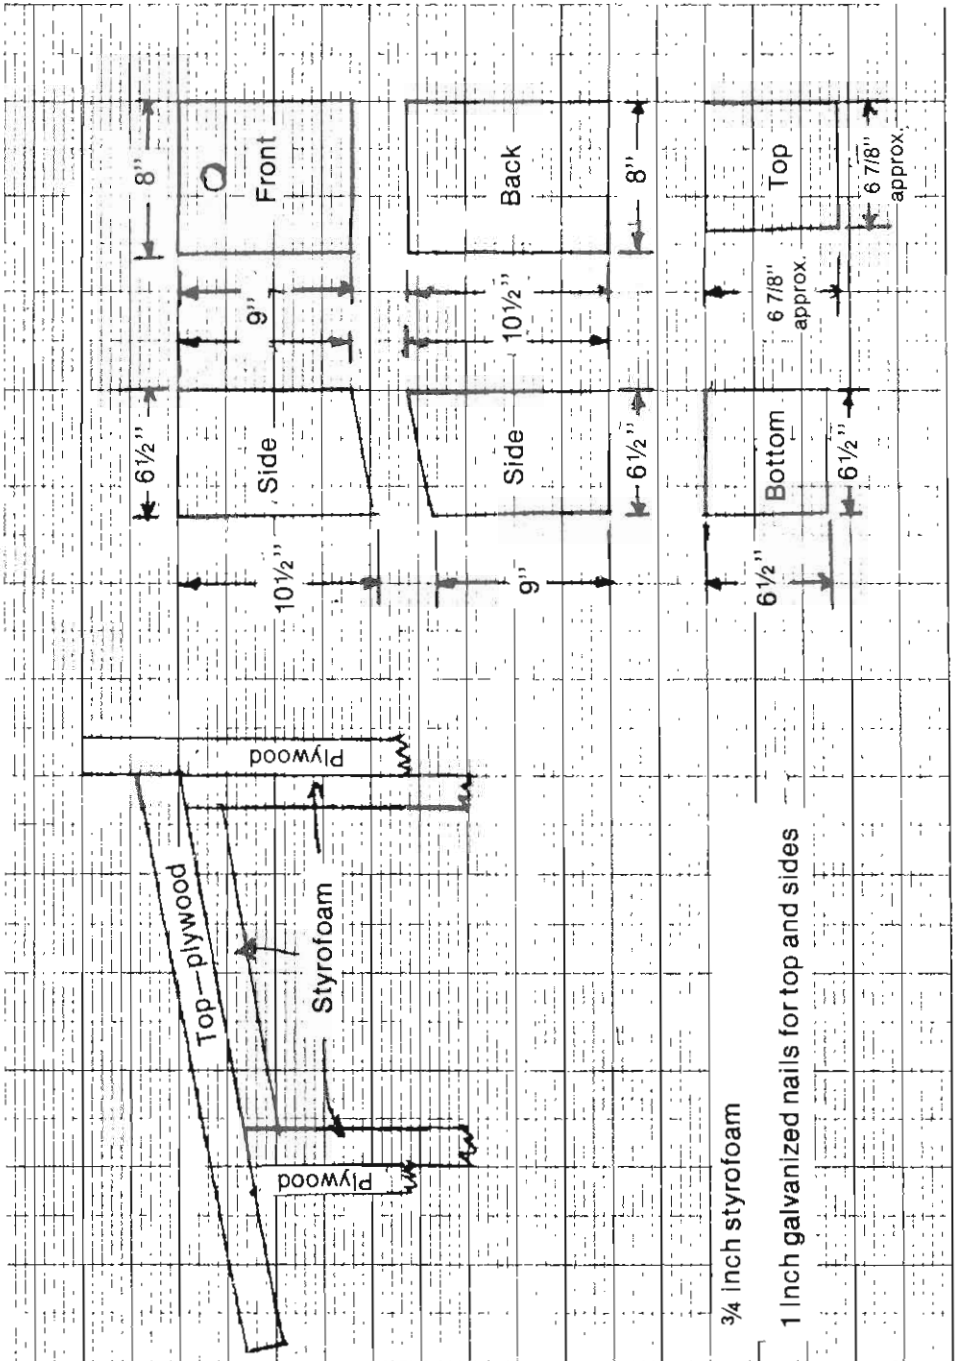 Top—plywood
Plywood
Plywood
Styrofoam
¾ inch styrofoam
1 Inch galvanized nails for top and sides
6½"
8"
10½"
Side
9"
Front
9"
Side
10½"
Back
6½"
8"
6½"
Bottom
6 7/8"
approx.
Top
6½"
6 7/8"
approx.